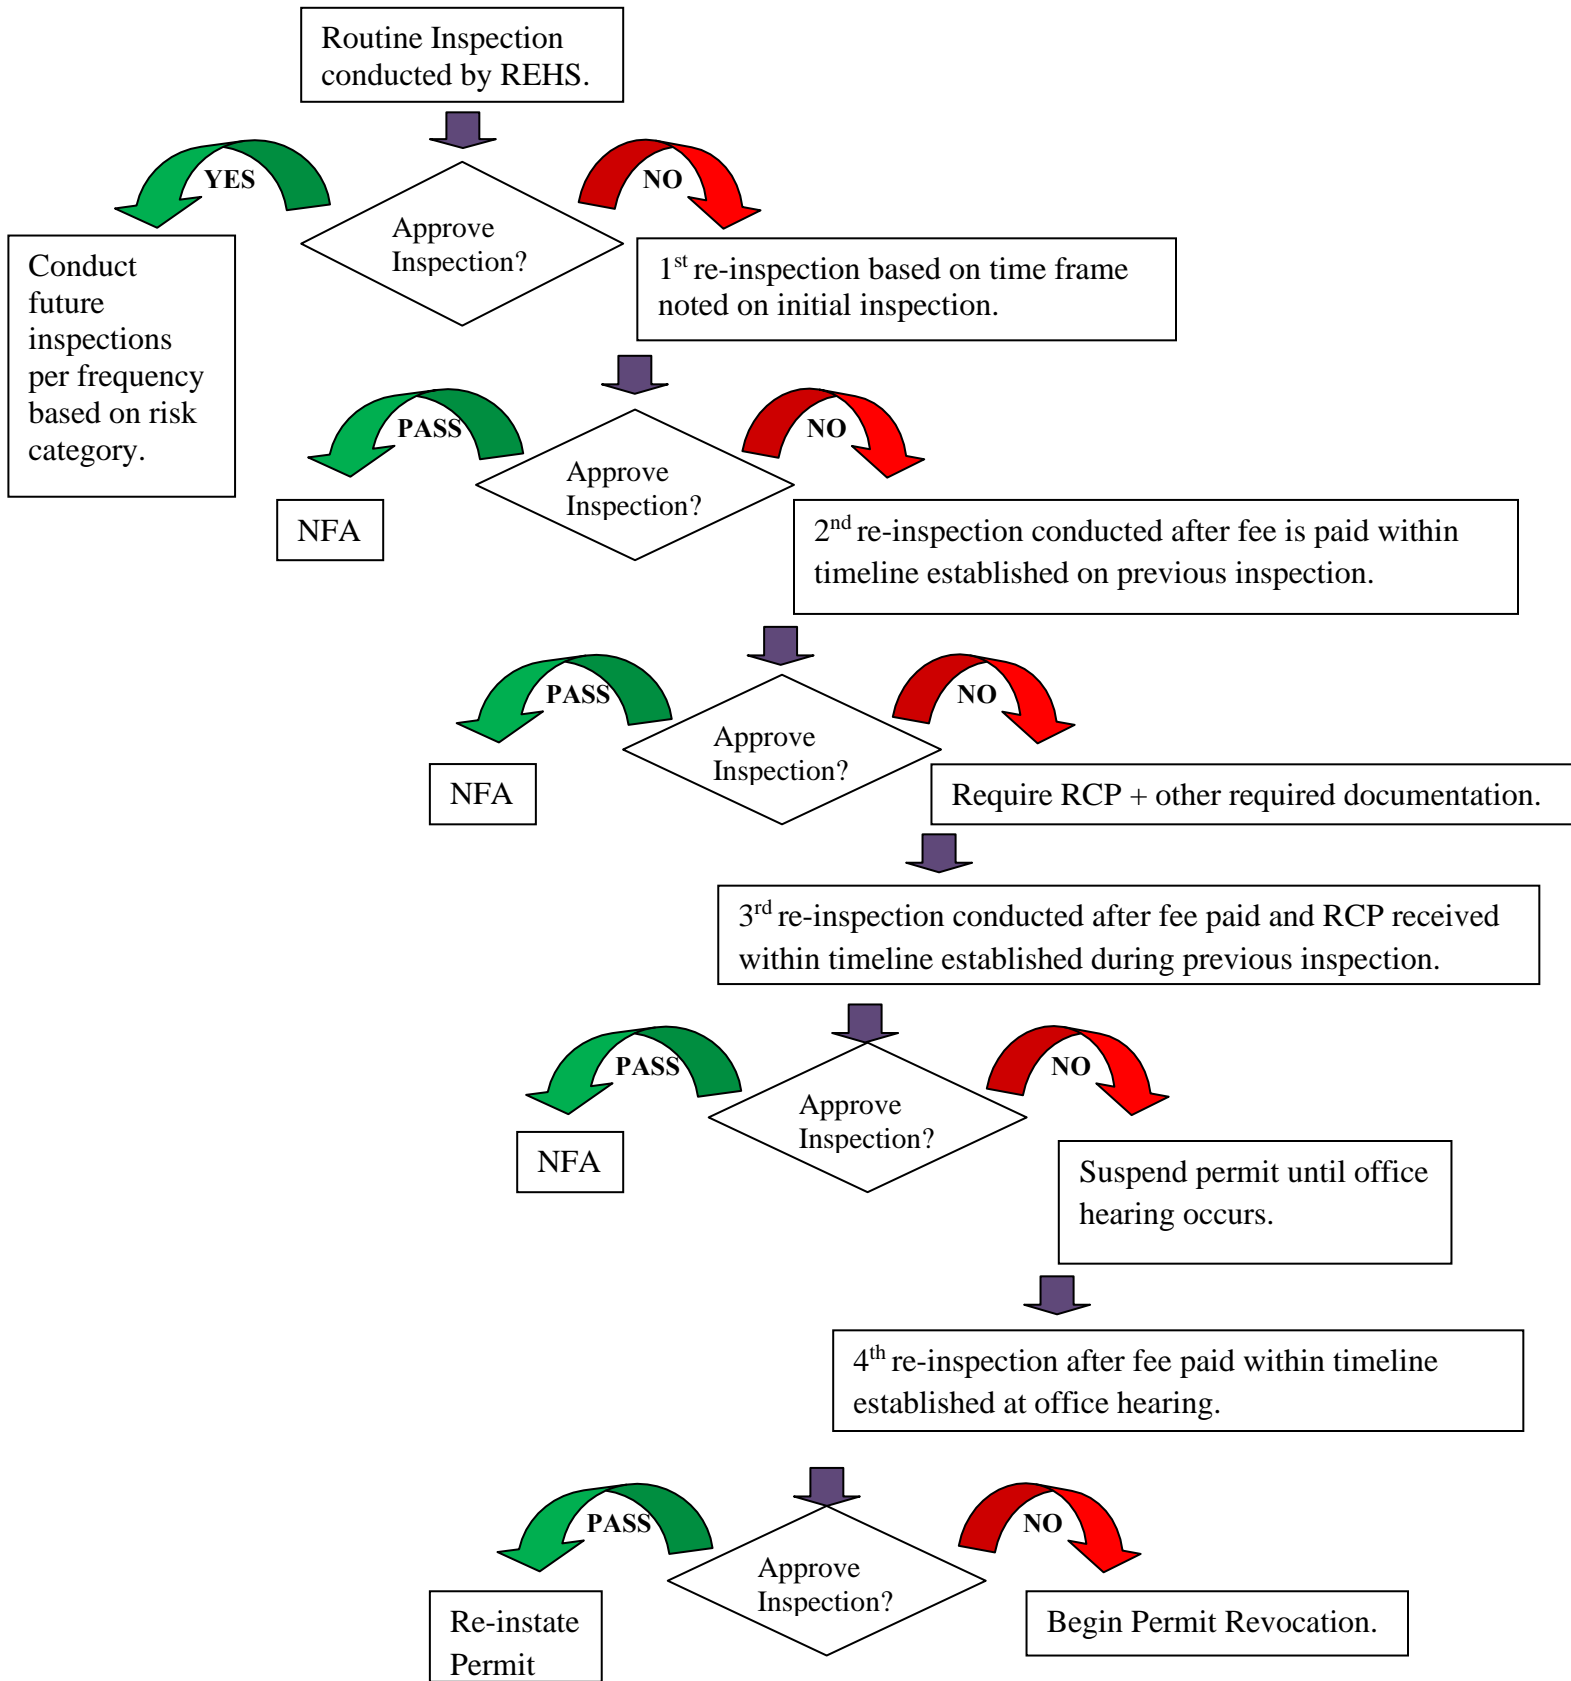 Routine Inspection
conducted by REHS.
YES
NO
Approve
Inspection?
Conduct
future
inspections
per frequency
based on risk
category.
1st re-inspection based on time frame
noted on initial inspection.
PASS
NO
Approve
Inspection?
NFA
2nd re-inspection conducted after fee is paid within
timeline established on previous inspection.
PASS
NO
Approve
Inspection?
NFA
Require RCP + other required documentation.
3rd re-inspection conducted after fee paid and RCP received
within timeline established during previous inspection.
PASS
NO
Approve
Inspection?
NFA
Suspend permit until office
hearing occurs.
4th re-inspection after fee paid within timeline
established at office hearing.
PASS
NO
Approve
Inspection?
Re-instate
Permit
Begin Permit Revocation.